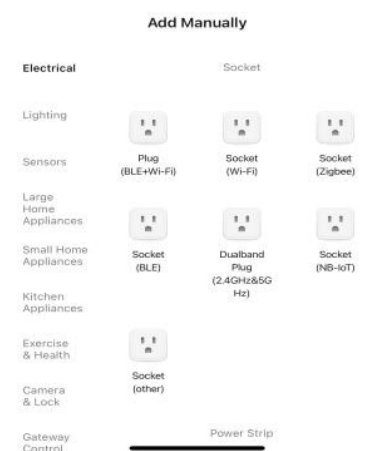 Add Manually
Electrical
Lighting
Sensors
Large
Home
Appliances
Small Home
Appliances
Kitchen
Appliances
Exercise
& Health
Camera
& Lock
Gateway
Control
Socket
Plug
(BLE+Wi-Fi)
Socket
(Wi-Fi)
Socket
(Zigbee)
Socket
(BLE)
Dualband
Plug
(2.4GHz&5G
Hz)
Socket
(NB-IoT)
Socket
(other)
Power Strip